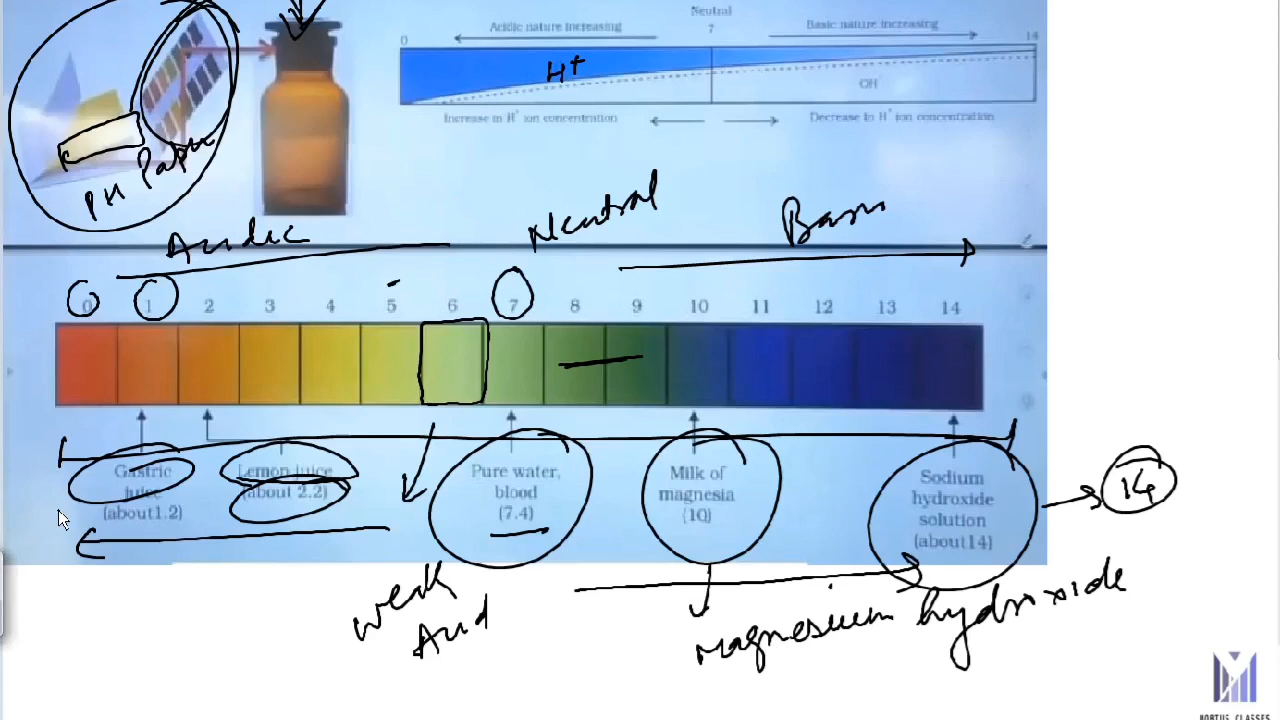 Neutral
Acidic nature increasing 7 Basic nature increasing
0 14
H+
OH-
Increase in H+ ion concentration Decrease in H+ ion concentration
PH Paper
Acidic Neutral Basic
0 1 2 3 4 5 6 7 8 9 10 11 12 13 14
Gastric juice (about1.2)
Lemon juice (about 2.2)
Pure water, blood (7.4)
Milk of magnesia (10)
Sodium hydroxide solution (about14)
14
Weak Acid
Magnesium hydroxide